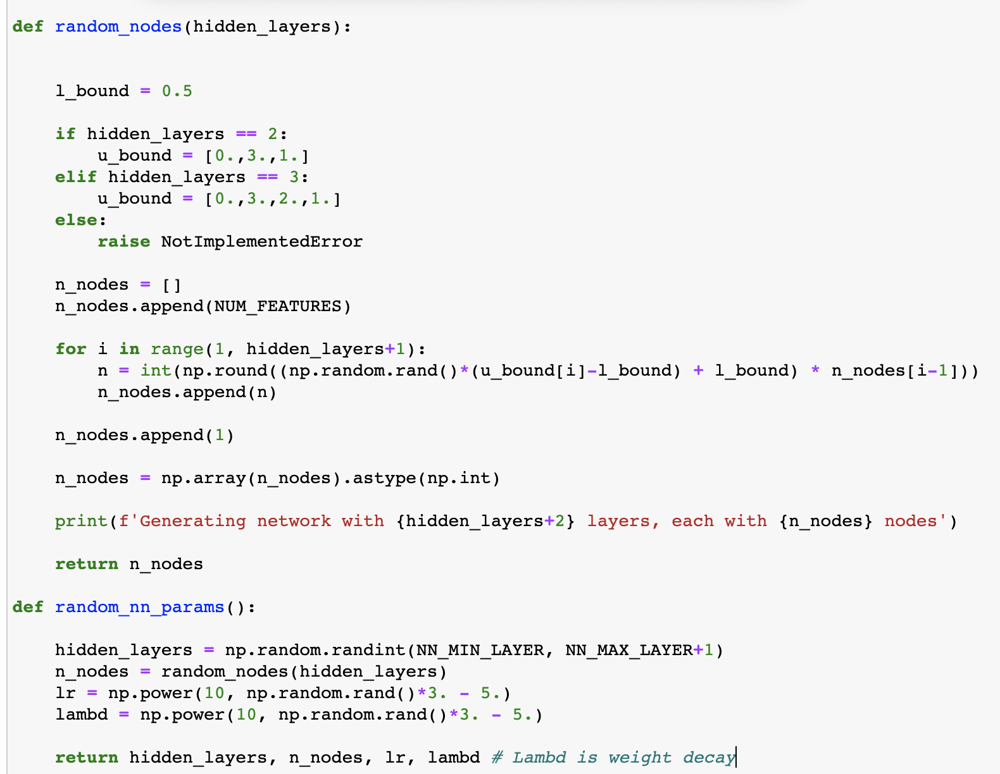 def random_nodes(hidden_layers):
    l_bound = 0.5
    if hidden_layers == 2:
        u_bound = [0.,3.,1.]
    elif hidden_layers == 3:
        u_bound = [0.,3.,2.,1.]
    else:
        raise NotImplementedError
    n_nodes = []
    n_nodes.append(NUM_FEATURES)
    for i in range(1, hidden_layers+1):
        n = int(np.round((np.random.rand()*(u_bound[i]-l_bound) + l_bound) * n_nodes[i-1]))
        n_nodes.append(n)
    n_nodes.append(1)
    n_nodes = np.array(n_nodes).astype(np.int)
    print(f'Generating network with {hidden_layers+2} layers, each with {n_nodes} nodes')
    return n_nodes
def random_nn_params():
    hidden_layers = np.random.randint(NN_MIN_LAYER, NN_MAX_LAYER+1)
    n_nodes = random_nodes(hidden_layers)
    lr = np.power(10, np.random.rand()*3. - 5.)
    lambd = np.power(10, np.random.rand()*3. - 5.)
    return hidden_layers, n_nodes, lr, lambd # Lambd is weight decay